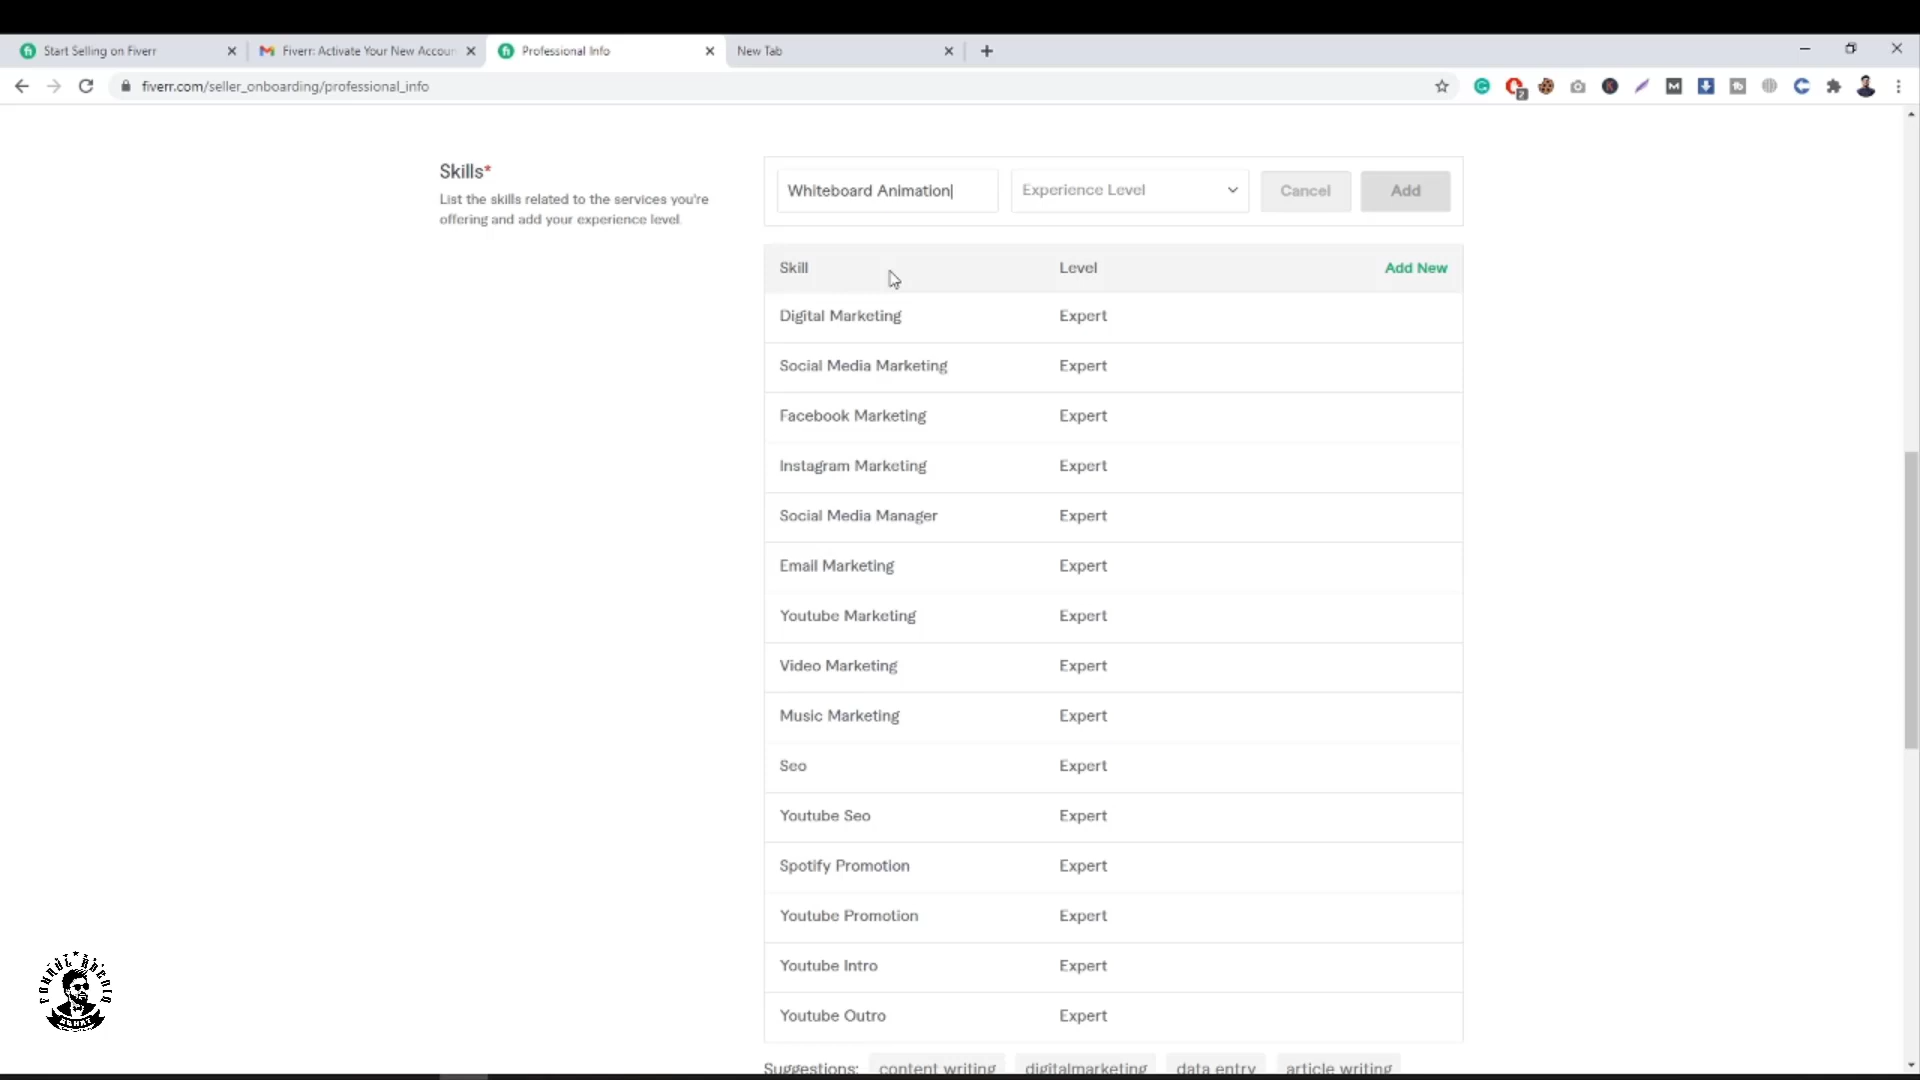 Start Selling on Fiverr
Fiverr: Activate Your New Accoun
Professional Info
New Tab
fiverr.com/seller_onboarding/professional_info
2
Skills*
List the skills related to the services you're
offering and add your experience level.
Whiteboard Animation
Experience Level
Cancel
Add
Skill Level Add New
Digital Marketing Expert
Social Media Marketing Expert
Facebook Marketing Expert
Instagram Marketing Expert
Social Media Manager Expert
Email Marketing Expert
Youtube Marketing Expert
Video Marketing Expert
Music Marketing Expert
Seo Expert
Youtube Seo Expert
Spotify Promotion Expert
Youtube Promotion Expert
Youtube Intro Expert
Youtube Outro Expert
Suggestions: content writing digitalmarketing data entry article writing